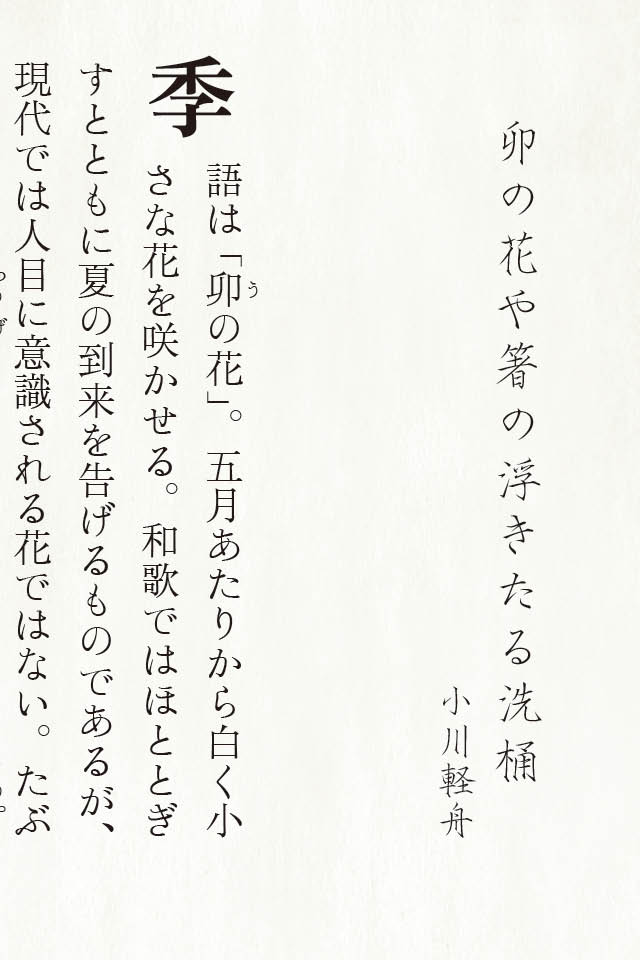 卯の花や箸の浮きたる洗桶
小川軽舟
季語は「卯の花」。五月あたりから白く小
さな花を咲かせる。和歌ではほととぎ
すとともに夏の到来を告げるものであるが、
現代では人目に意識される花ではない。たぶ